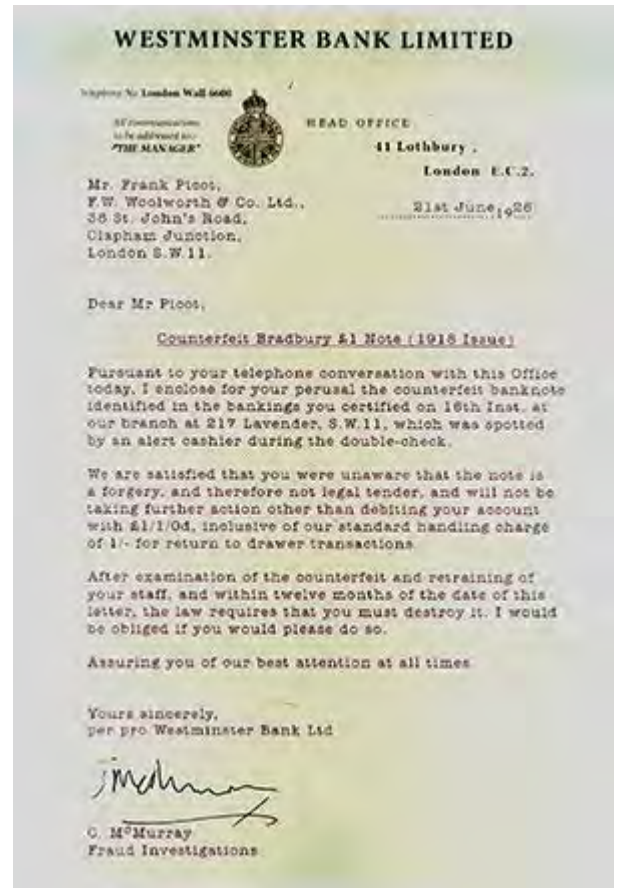 WESTMINSTER BANK LIMITED
Telephone No London Wall 6600
All communications
to be addressed to:-
"THE MANAGER"
HEAD OFFICE
41 Lothbury,
London E.C.2.
Mr. Frank Picot,
F.W. Woolworth & Co. Ltd.,
36 St. John's Road,
Clapham Junction,
London S.W.11.
21st June, 1926
Dear Mr Picot,
Counterfeit Bradbury £1 Note (1918 Issue)
Pursuant to your telephone conversation with this Office
today, I enclose for your perusal the counterfeit banknote
identified in the bankings you certified on 16th Inst. at
our branch at 217 Lavender, S.W.11, which was spotted
by an alert cashier during the double-check.
We are satisfied that you were unaware that the note is
a forgery, and therefore not legal tender, and will not be
taking further action other than debiting your account
with £1/1/0d, inclusive of our standard handling charge
of 1/- for return to drawer transactions
After examination of the counterfeit and retraining of
your staff, and within twelve months of the date of this
letter, the law requires that you must destroy it. I would
be obliged if you would please do so.
Assuring you of our best attention at all times
Yours sincerely,
per pro Westminster Bank Ltd
McMurray
Fraud Investigations